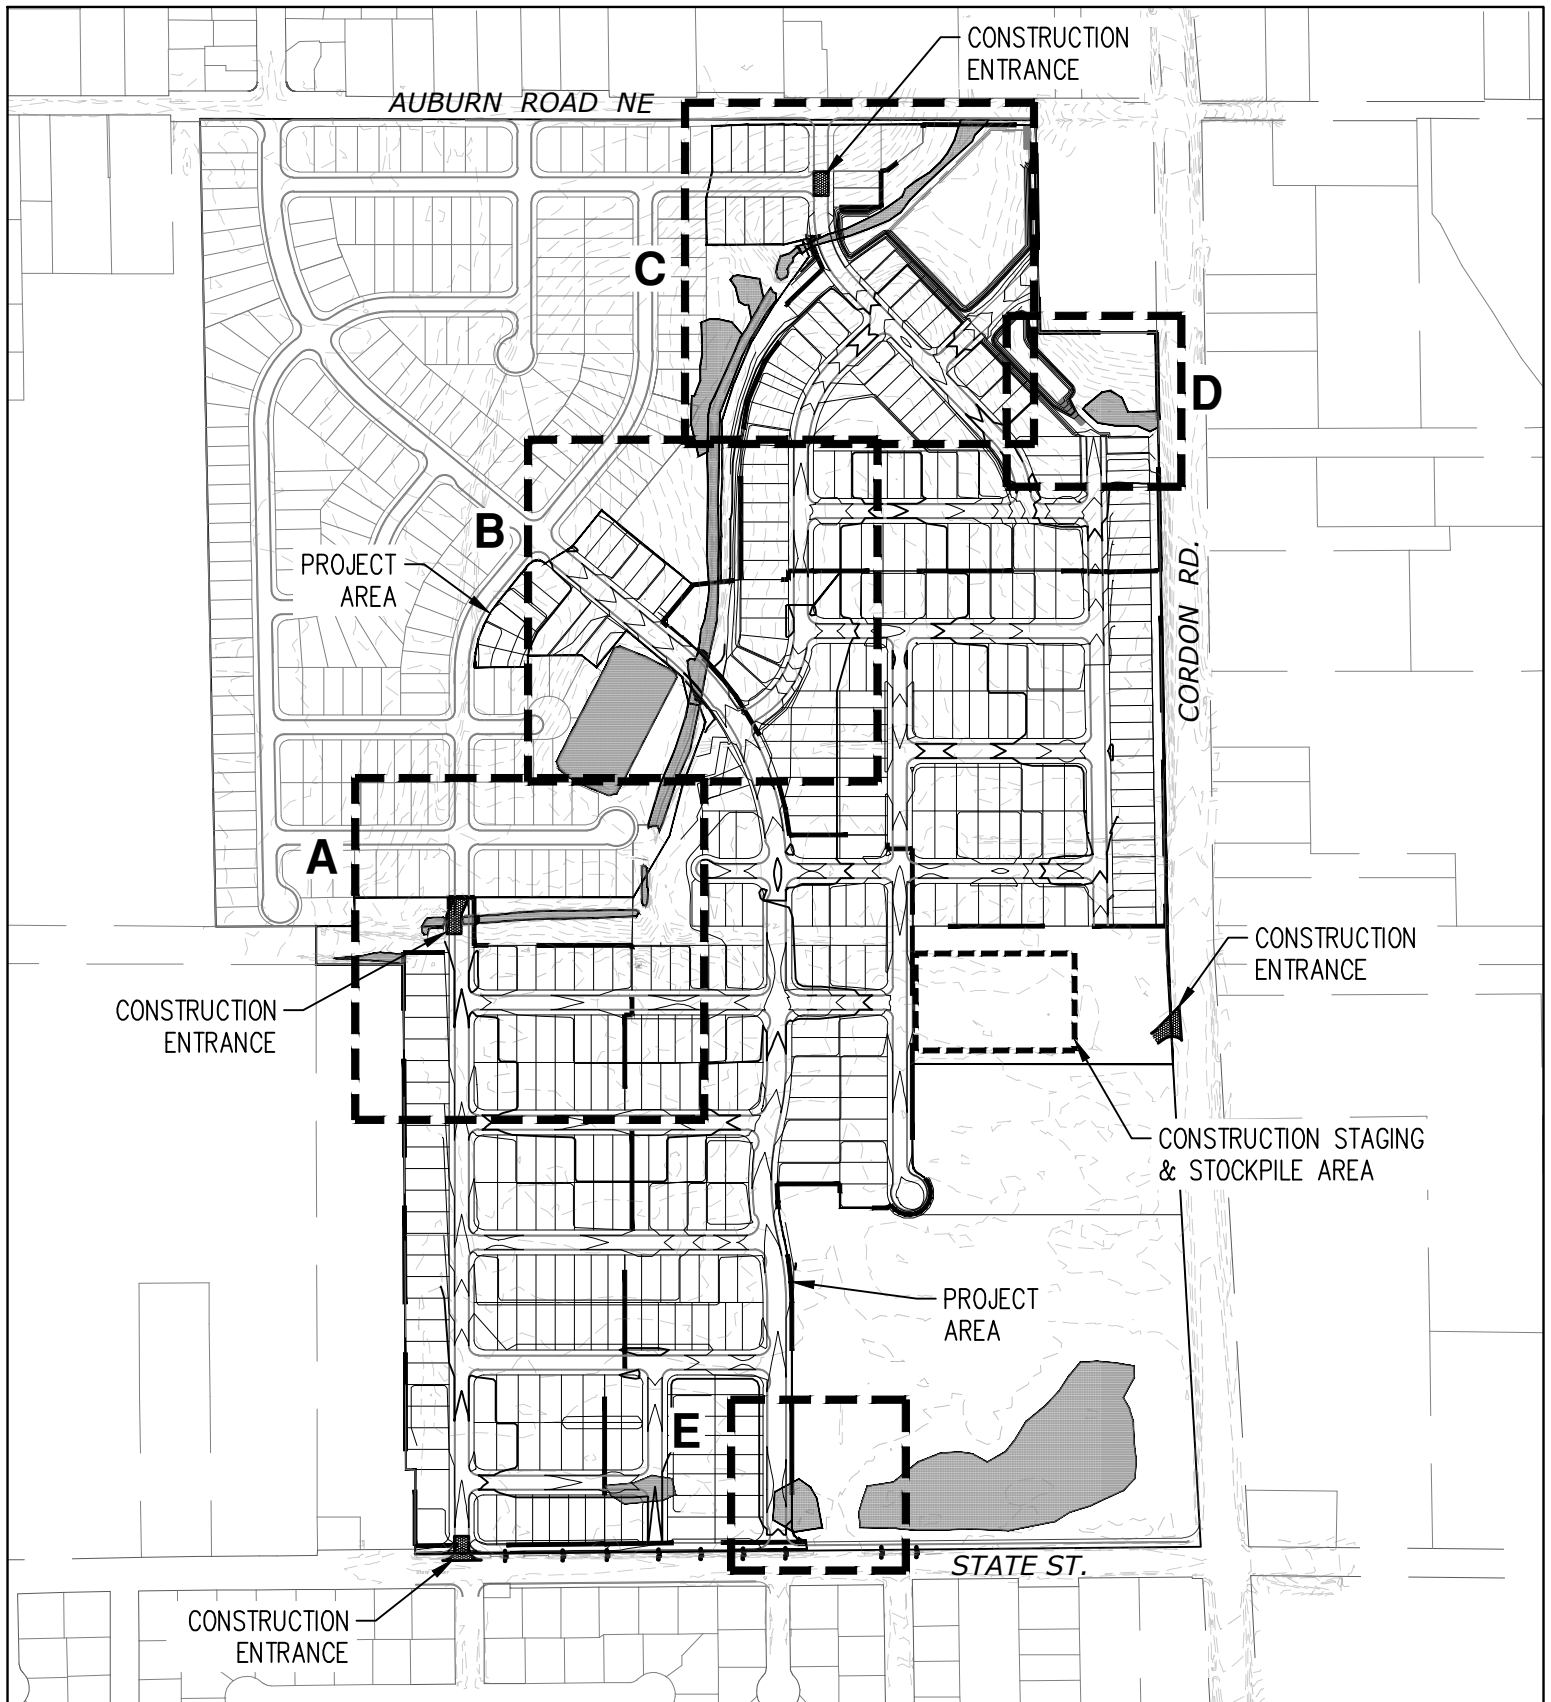 CONSTRUCTION
ENTRANCE
AUBURN ROAD NE
C
D
B
PROJECT
AREA
CORDON RD.
A
CONSTRUCTION
ENTRANCE
CONSTRUCTION
ENTRANCE
CONSTRUCTION STAGING
& STOCKPILE AREA
PROJECT
AREA
E
STATE ST.
CONSTRUCTION
ENTRANCE